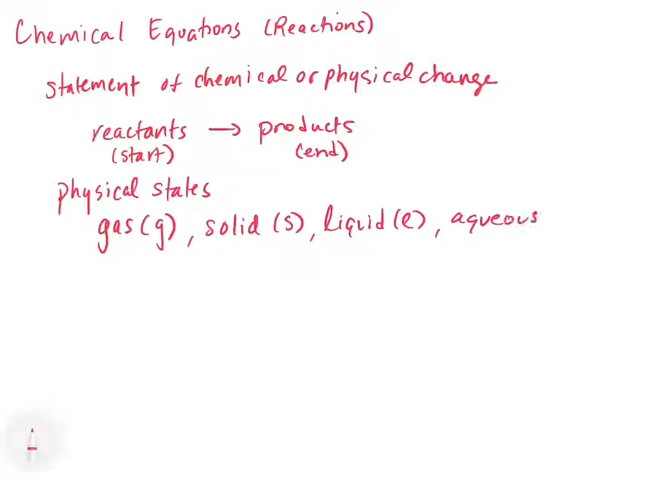 Chemical Equations (Reactions)
statement of chemical or physical change
reactants → products
(start) (end)
physical states
gas (g), solid (s), liquid (l), aqueous